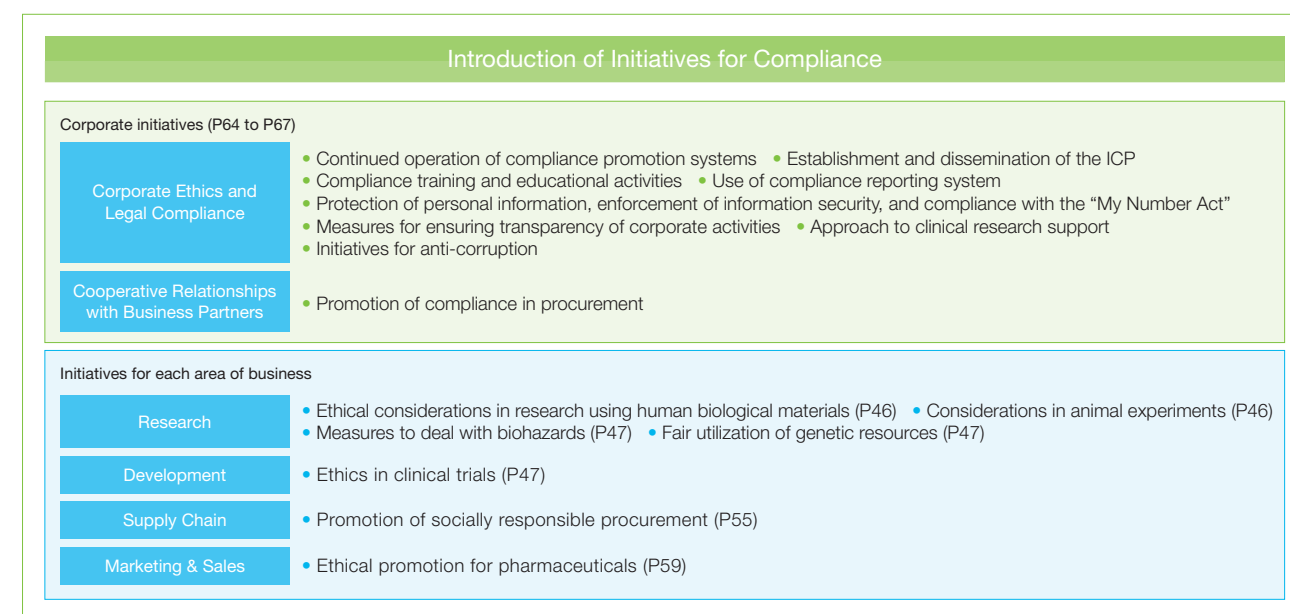 Introduction of Initiatives for Compliance
Corporate initiatives (P64 to P67)
Corporate Ethics and
Legal Compliance
• Continued operation of compliance promotion systems • Establishment and dissemination of the ICP
• Compliance training and educational activities • Use of compliance reporting system
• Protection of personal information, enforcement of information security, and compliance with the “My Number Act”
• Measures for ensuring transparency of corporate activities • Approach to clinical research support
• Initiatives for anti-corruption
Cooperative Relationships
with Business Partners
• Promotion of compliance in procurement
Initiatives for each area of business
Research
• Ethical considerations in research using human biological materials (P46) • Considerations in animal experiments (P46)
• Measures to deal with biohazards (P47) • Fair utilization of genetic resources (P47)
Development
• Ethics in clinical trials (P47)
Supply Chain
• Promotion of socially responsible procurement (P55)
Marketing & Sales
• Ethical promotion for pharmaceuticals (P59)